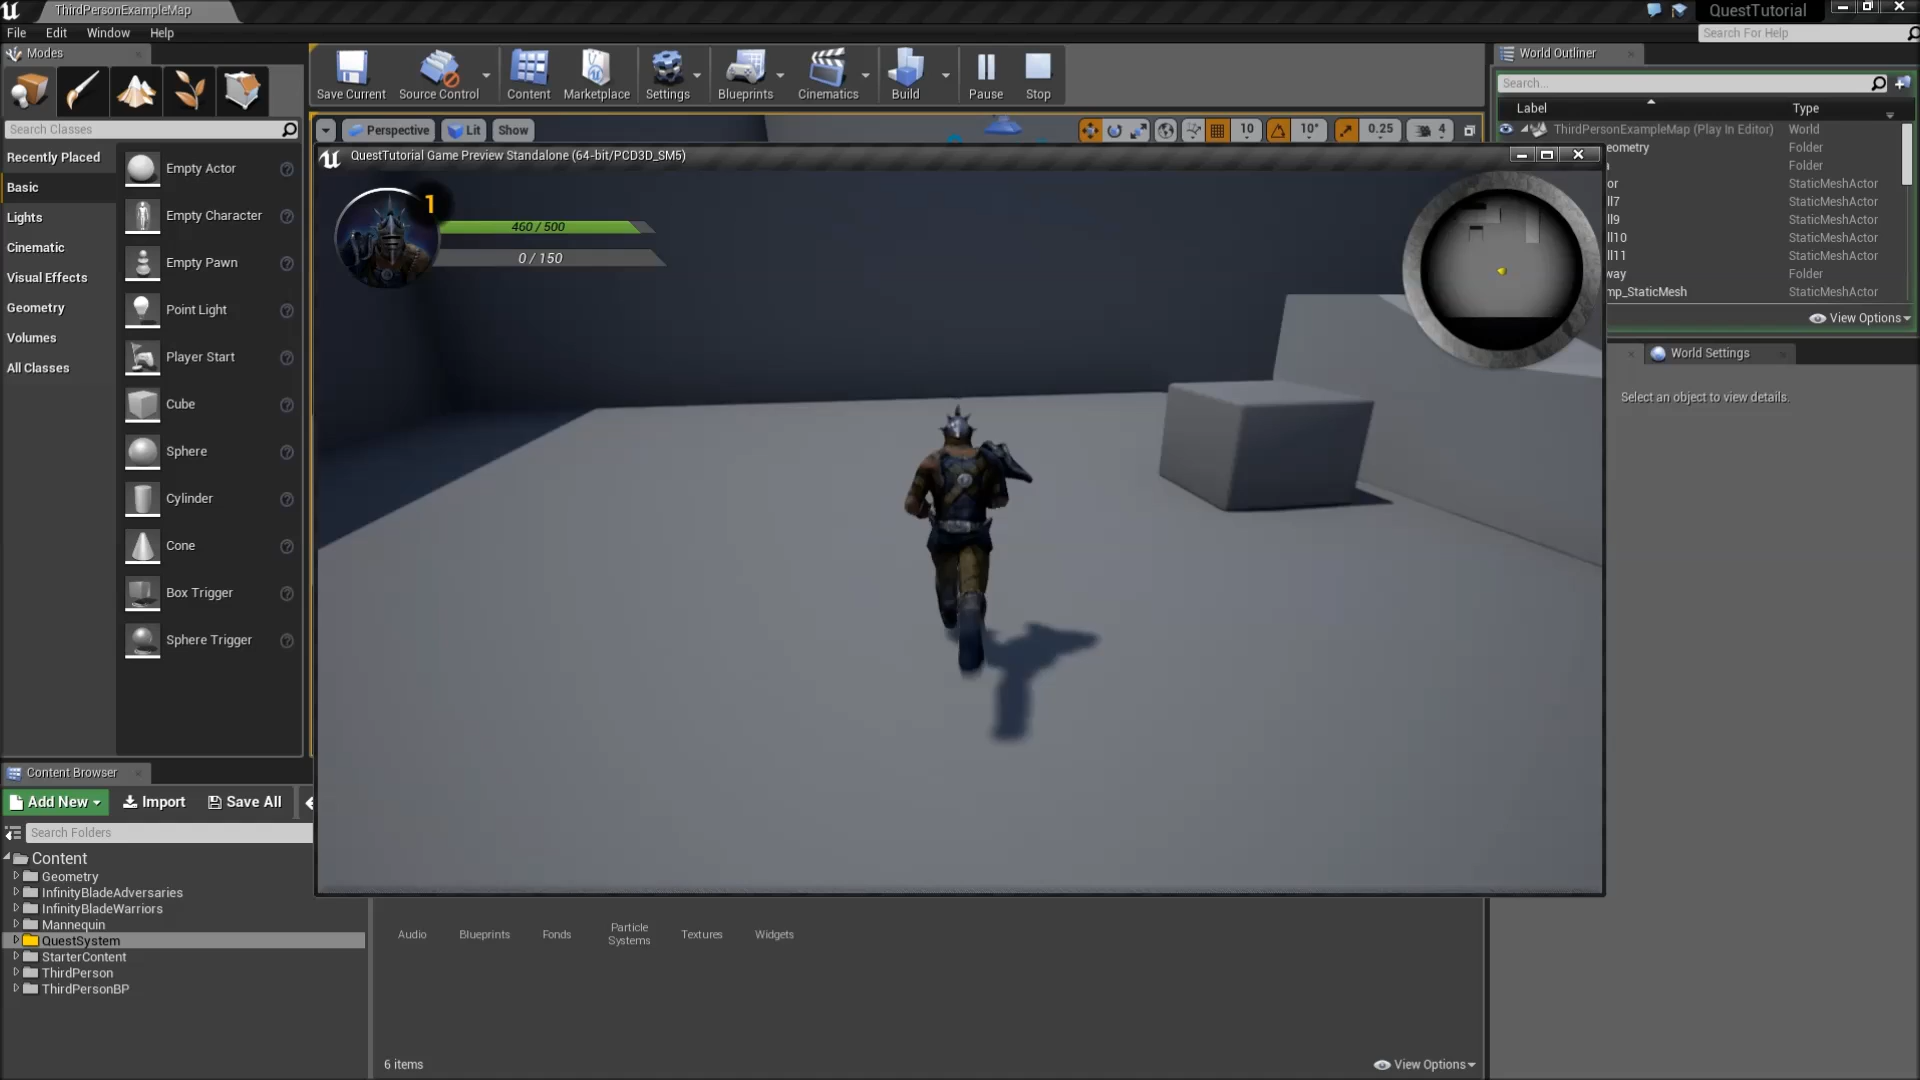 ThirdPersonExampleMap
QuestTutorial
File Edit Window Help
Search For Help
Modes
World Outliner
Save Current Source Control Content Marketplace Settings Blueprints Cinematics Build Pause Stop
Search...
Label Type
Search Classes
Perspective Lit Show 10 10° 0.25 4
ThirdPersonExampleMap (Play In Editor) World
QuestTutorial Game Preview Standalone (64-bit/PCD3D_SM5)
eometry Folder
Folder
or StaticMeshActor
ll7 StaticMeshActor
ll9 StaticMeshActor
ll10 StaticMeshActor
ll11 StaticMeshActor
way Folder
mp_StaticMesh StaticMeshActor
View Options
World Settings
Select an object to view details.
Recently Placed
Basic
Lights
Cinematic
Visual Effects
Geometry
Volumes
All Classes
Empty Actor
Empty Character
Empty Pawn
Point Light
Player Start
Cube
Sphere
Cylinder
Cone
Box Trigger
Sphere Trigger
1
460 / 500
0 / 150
Content Browser
Add New Import Save All
Search Folders
Content
Geometry
InfinityBladeAdversaries
InfinityBladeWarriors
Mannequin
QuestSystem
StarterContent
ThirdPerson
ThirdPersonBP
Audio Blueprints Fonds Particle Systems Textures Widgets
6 items
View Options